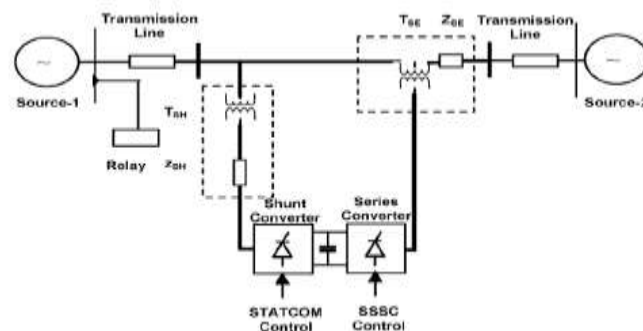 Transmission
Line
T_SE Z_SE
Transmission
Line
~
~
Source-1
Source-2
T_SH
Relay
Z_SH
Shunt
Converter
Series
Converter
STATCOM
Control
SSSC
Control